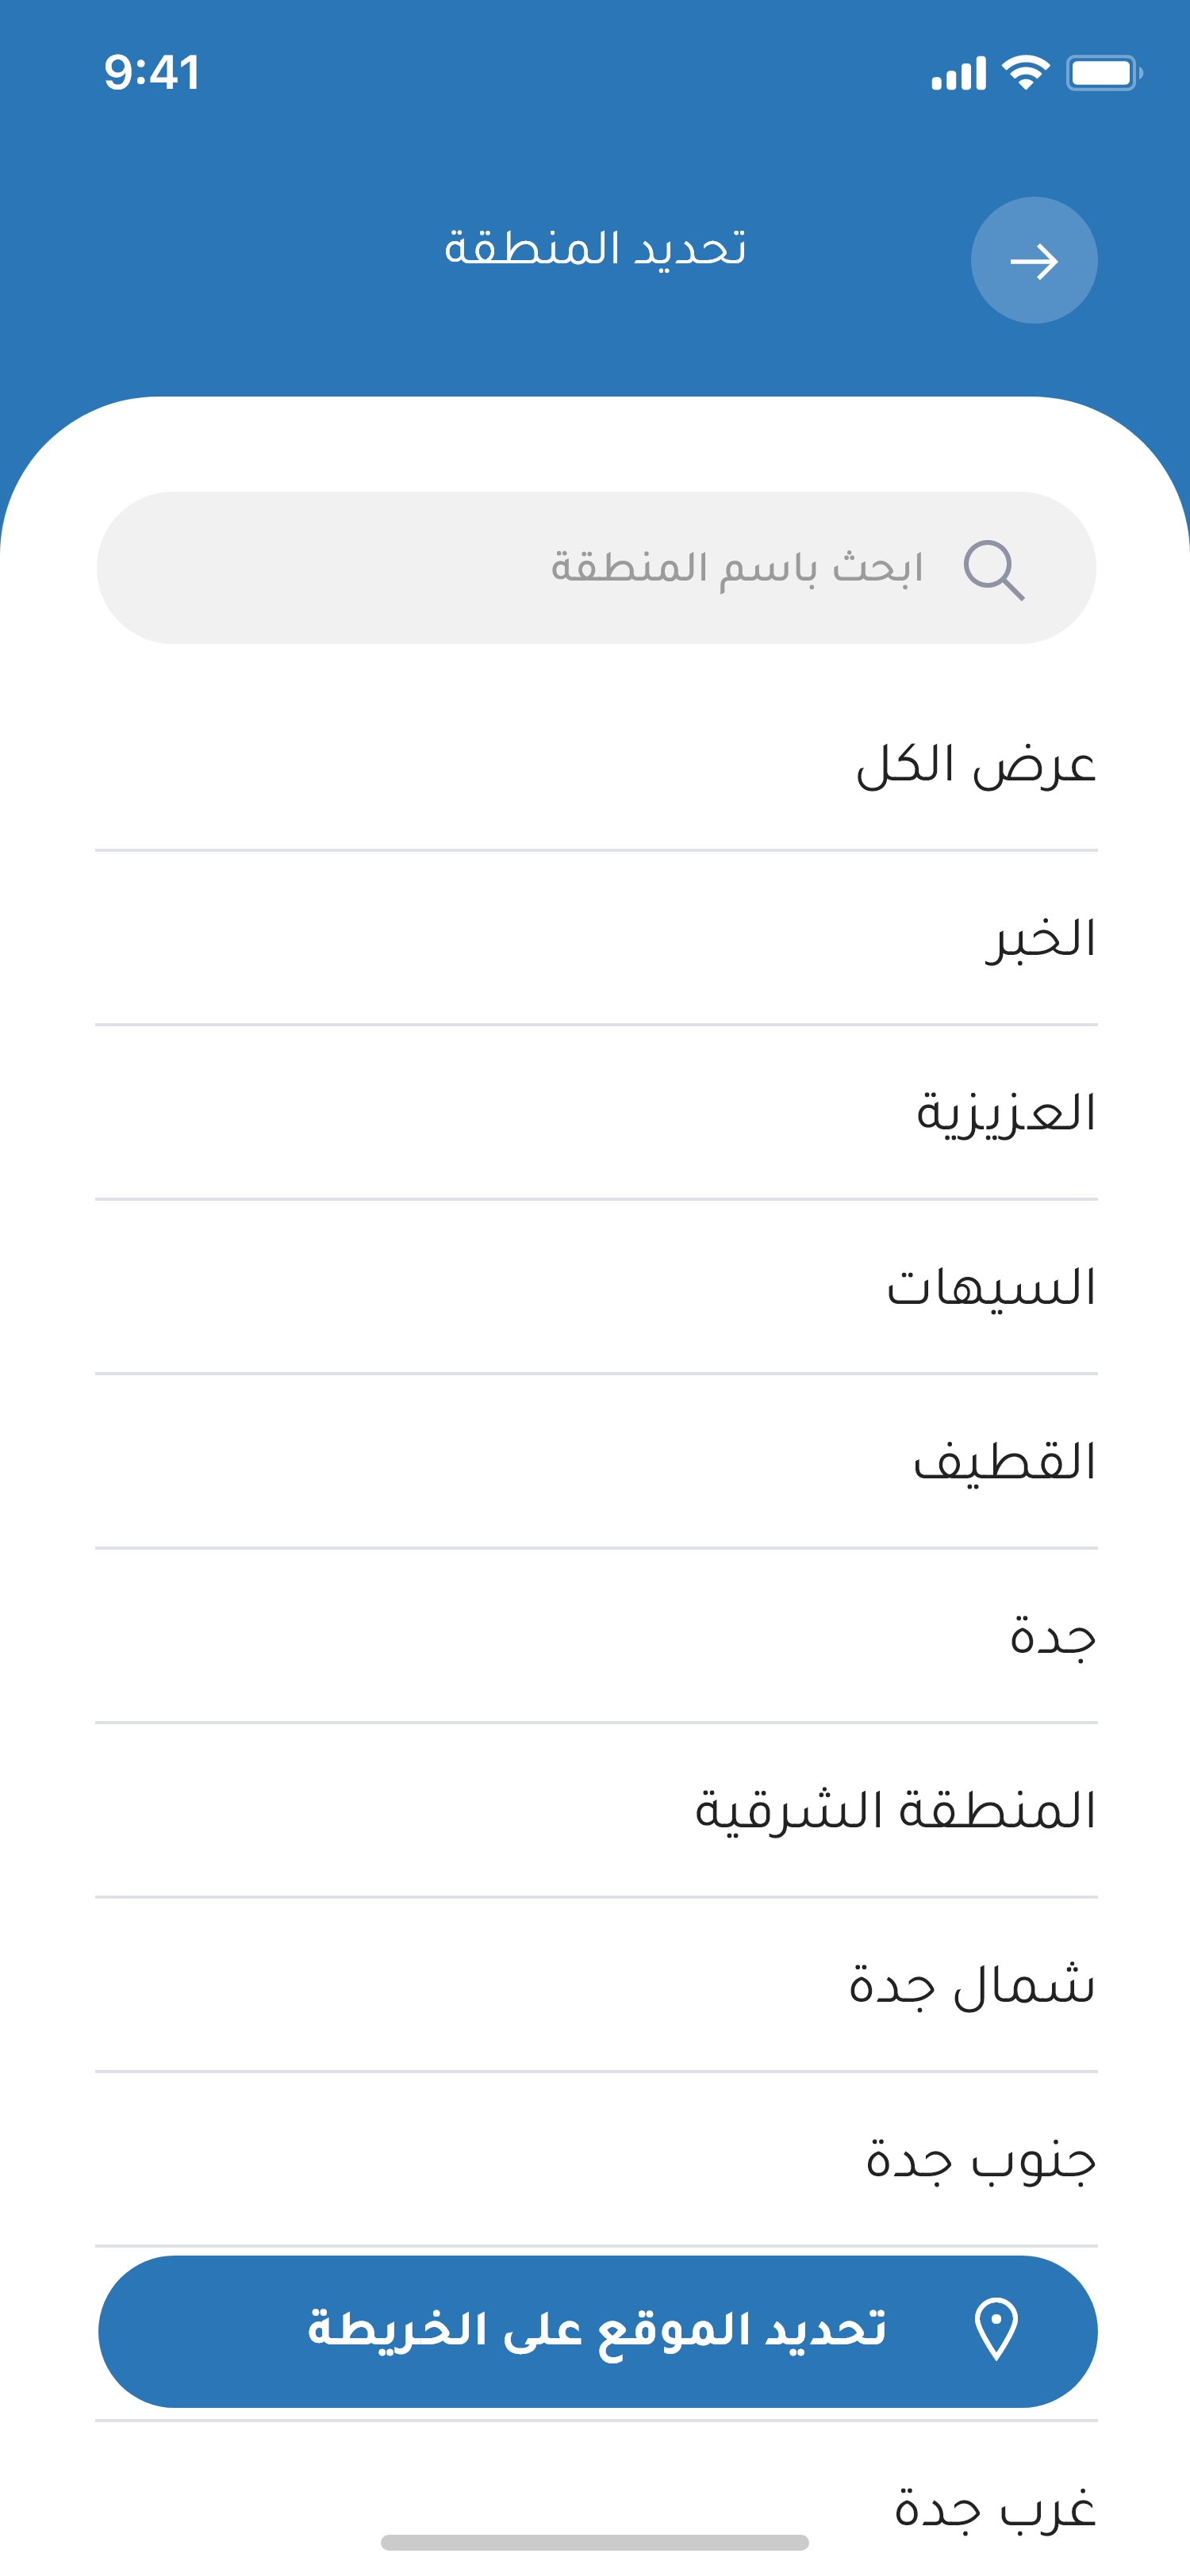 9:41
تحديد المنطقة
ابحث باسم المنطقة
عرض الكل
الخبر
العزيزية
السيهات
القطيف
جدة
المنطقة الشرقية
شمال جدة
جنوب جدة
تحديد الموقع على الخريطة
غرب جدة